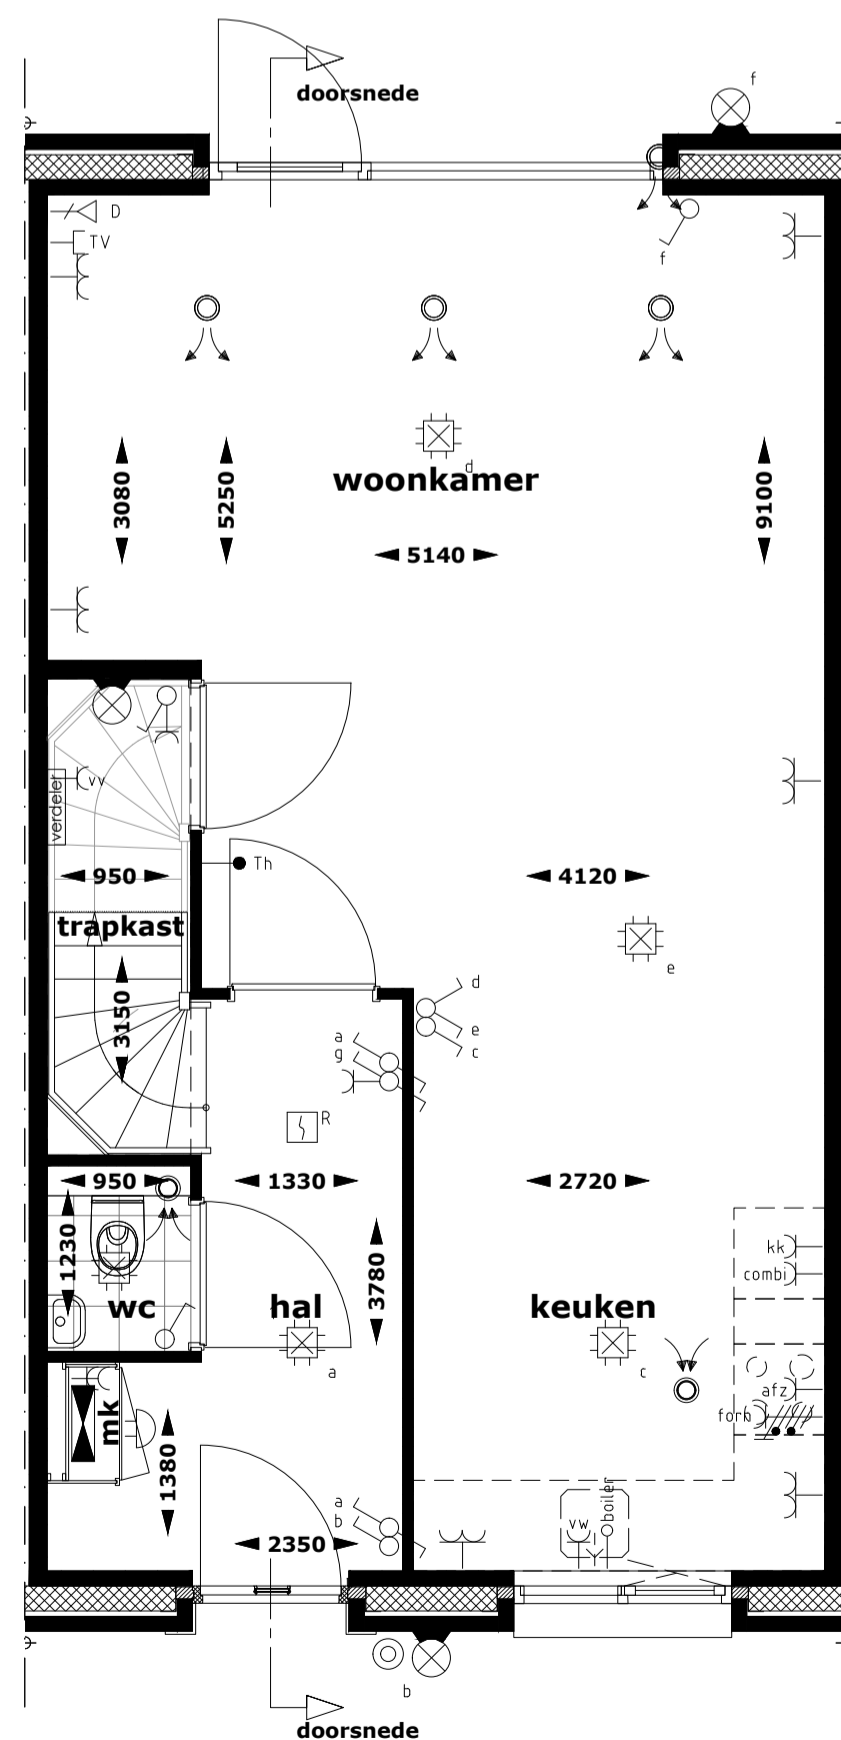 doorsnede
f
D
TV
f
d
woonkamer
3080
5250
9100
5140
vv
verdeler
Th
950
4120
trapkast
e
3150
d
e
c
a
g
R
950
1330
2720
1230
3780
kk
combi
wc
hal
keuken
a
c
afz
forn
mk
1380
boiler
a
b
vw
2350
b
doorsnede